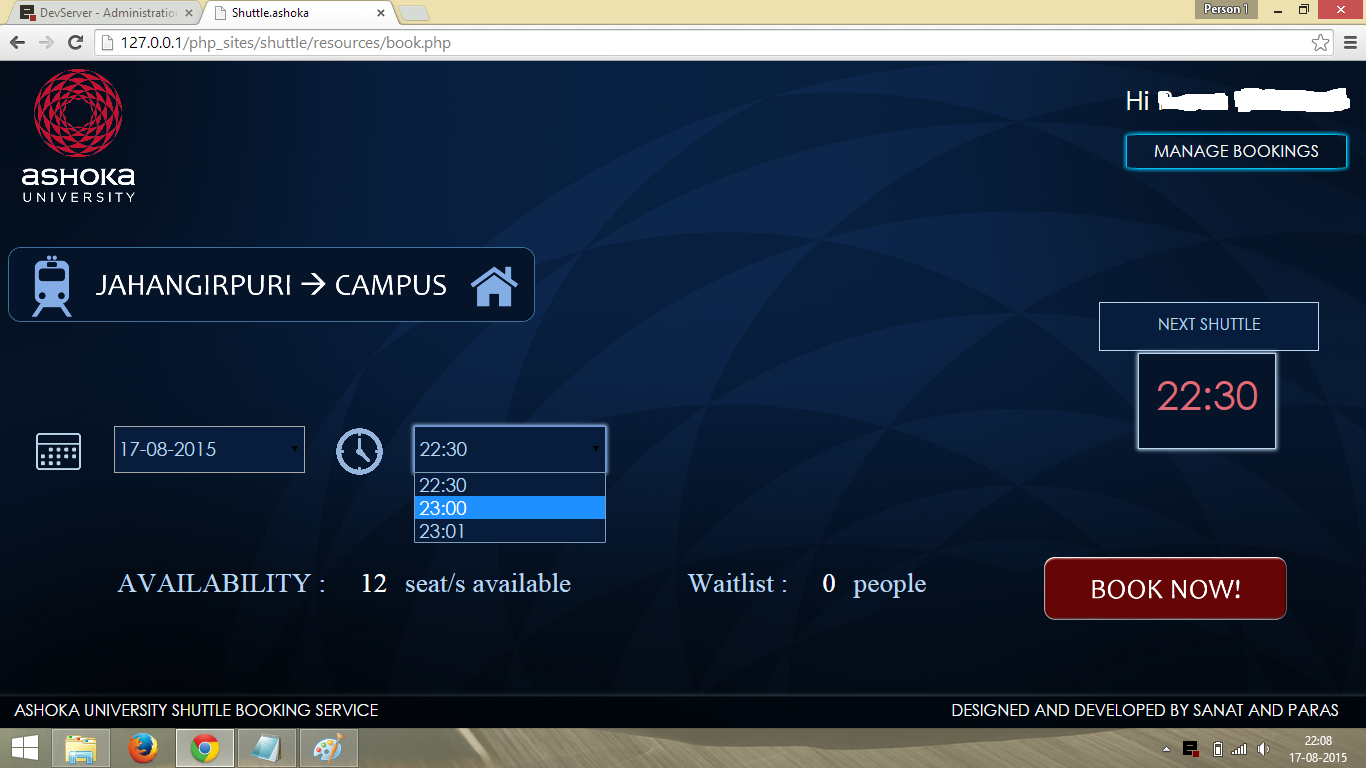 DevServer - Administratio
Shuttle.ashoka
Person 1
127.0.0.1/php_sites/shuttle/resources/book.php
ASHOKA
UNIVERSITY
Hi
MANAGE BOOKINGS
JAHANGIRPURI → CAMPUS
NEXT SHUTTLE
22:30
17-08-2015
22:30
22:30
23:00
23:01
AVAILABILITY : 12 seat/s available
Waitlist : 0 people
BOOK NOW!
ASHOKA UNIVERSITY SHUTTLE BOOKING SERVICE
DESIGNED AND DEVELOPED BY SANAT AND PARAS
22:08
17-08-2015